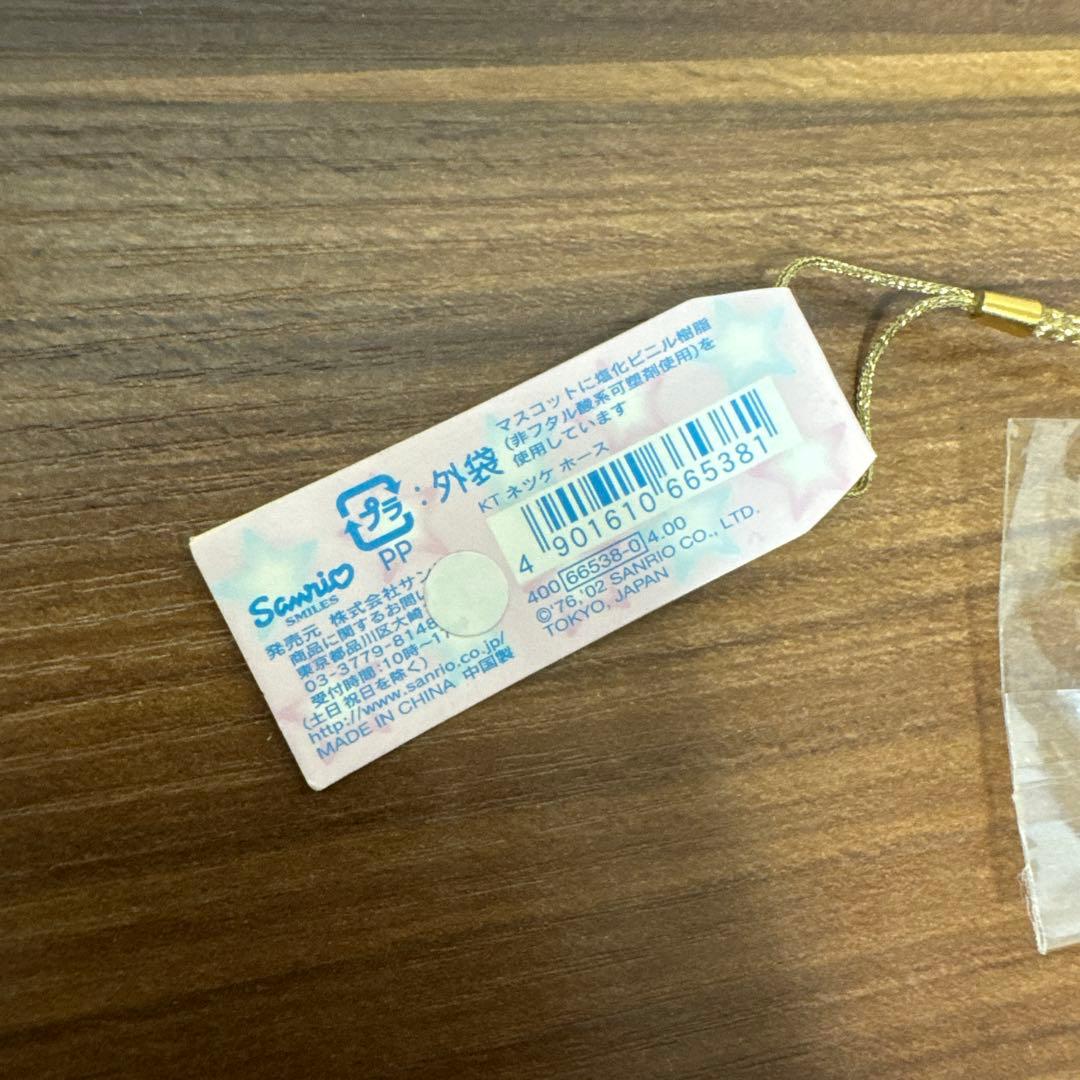 プラ
PP
:外袋
マスコットに塩化ビニル樹脂
(非フタル酸系可塑剤使用)を
使用しています
KT ネツケ ホース
4 901610 665381
400 66538-0 4.00
©'76,'02 SANRIO CO., LTD.
TOKYO, JAPAN
Sanrio
SMILES
発売元 株式会社サン
商品に関するお問い
東京都品川区大崎
03-3779-8148
受付時間:10時~17
(土日祝日を除く)
http://www.sanrio.co.jp/
MADE IN CHINA 中国製